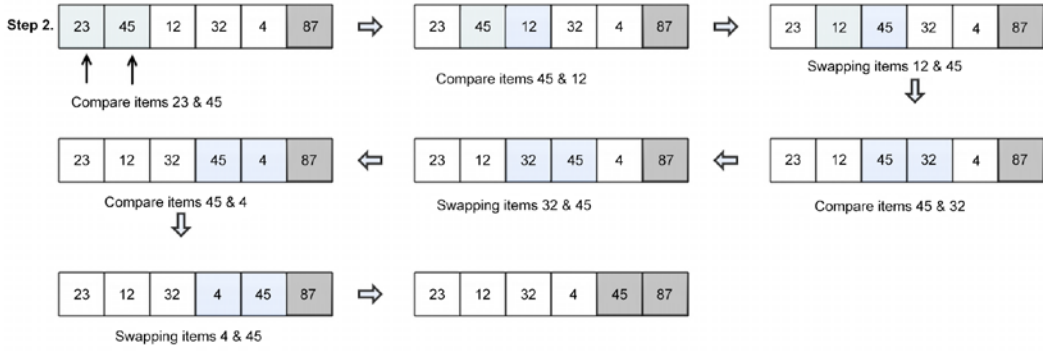 Step 2. 23 45 12 32 4 87
23 45 12 32 4 87
23 12 45 32 4 87
Compare items 23 & 45
Compare items 45 & 12
Swapping items 12 & 45
23 12 32 45 4 87
23 12 32 45 4 87
23 12 45 32 4 87
Compare items 45 & 4
Swapping items 32 & 45
Compare items 45 & 32
23 12 32 4 45 87
23 12 32 4 45 87
Swapping items 4 & 45